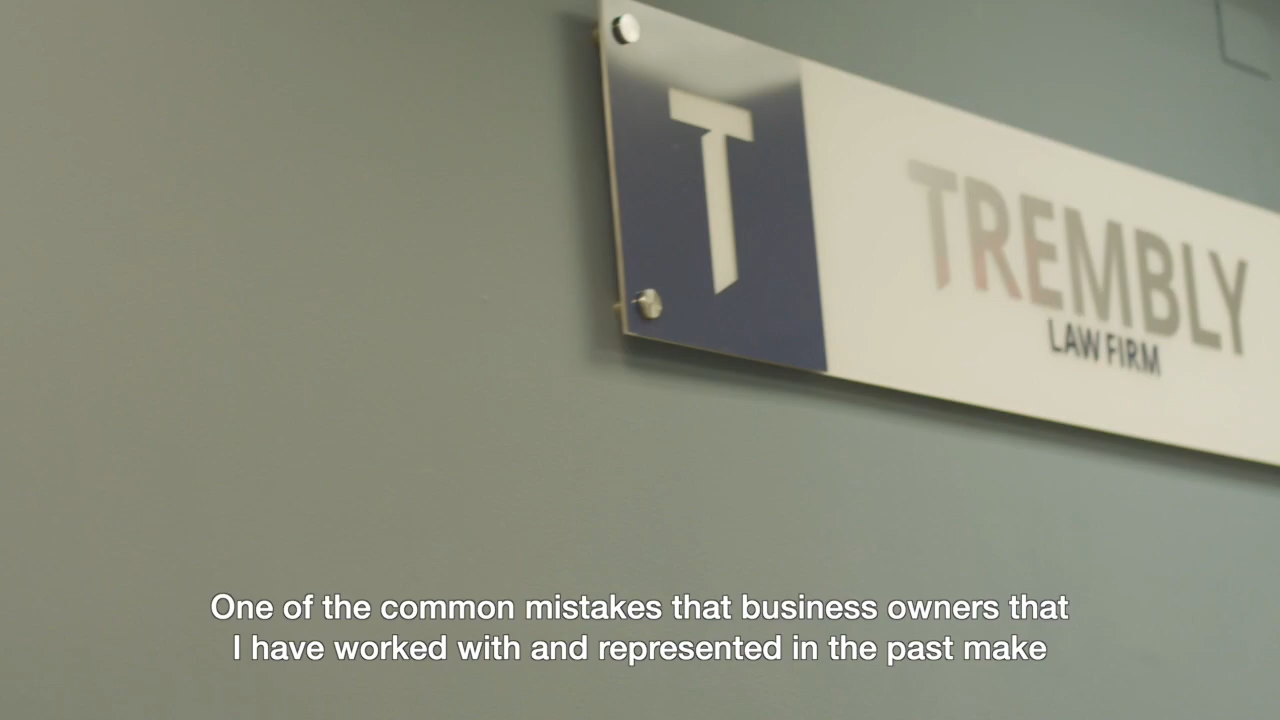 T
TREMBLY
LAW FIRM
One of the common mistakes that business owners that
I have worked with and represented in the past make